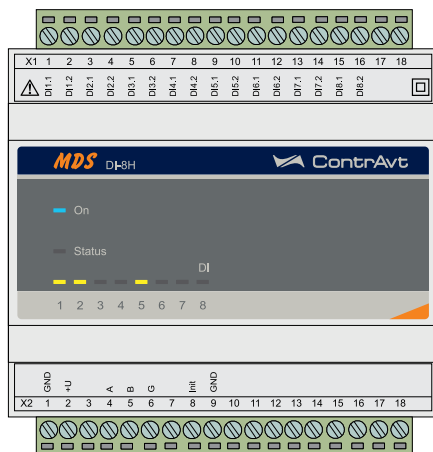 X1 1 2 3 4 5 6 7 8 9 10 11 12 13 14 15 16 17 18
DI1.1 DI1.2 DI2.1 DI2.2 DI3.1 DI3.2 DI4.1 DI4.2 DI5.1 DI5.2 DI6.1 DI6.2 DI7.1 DI7.2 DI8.1 DI8.2
MDS DI-8H ContrAvt
On
Status
DI
1 2 3 4 5 6 7 8
GND +U A B G Init GND
X2 1 2 3 4 5 6 7 8 9 10 11 12 13 14 15 16 17 18